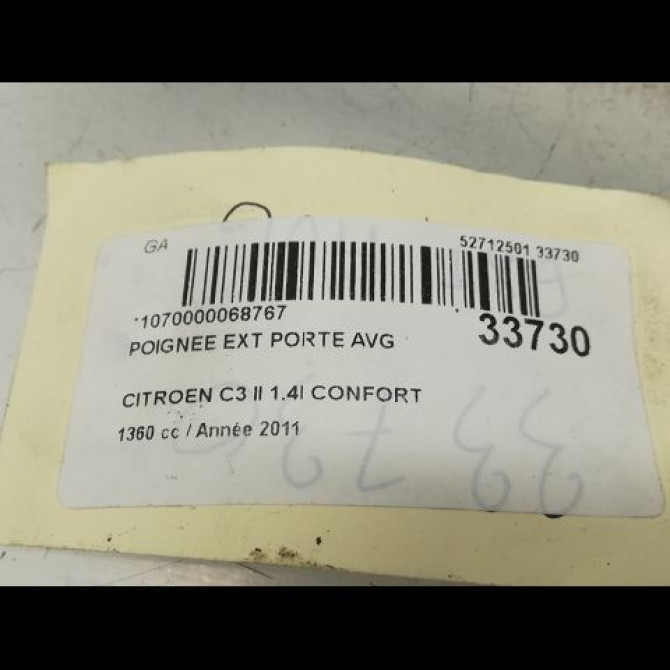 GA
52712501 33730
*1070000068767
33730
POIGNEE EXT PORTE AVG
CITROEN C3 II 1.4I CONFORT
1360 cc / Année 2011